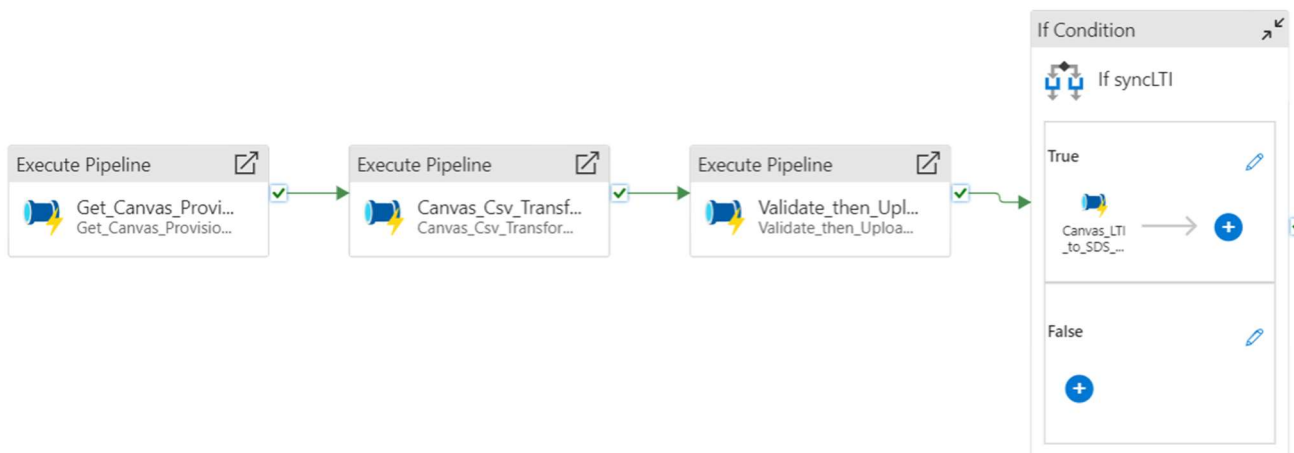 If Condition
If syncLTI
Execute Pipeline
Get_Canvas_Provi...
Get_Canvas_Provisio...
Execute Pipeline
Canvas_Csv_Transf...
Canvas_Csv_Transfor...
Execute Pipeline
Validate_then_Upl...
Validate_then_Uploa...
True
Canvas_LTI
_to_SDS_...
False